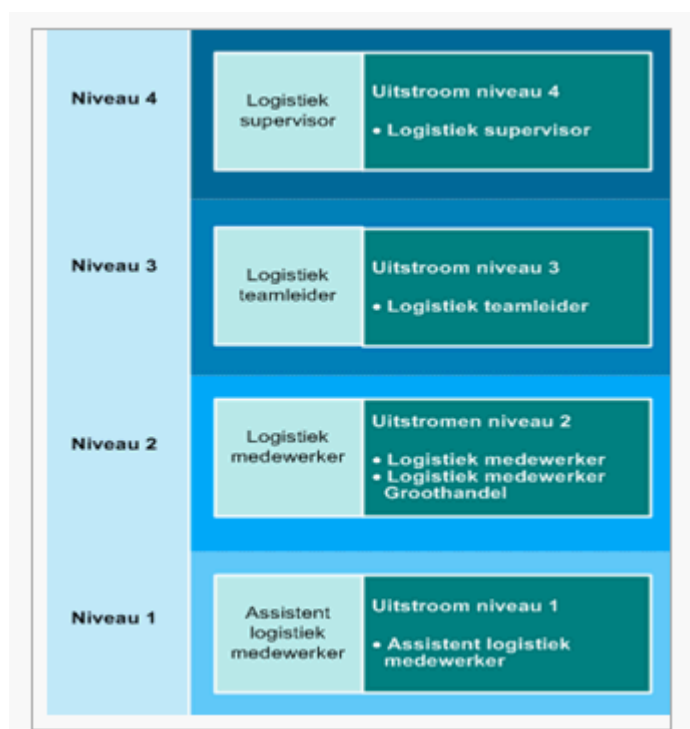 Niveau 4
Logistiek
supervisor
Uitstroom niveau 4
• Logistiek supervisor
Niveau 3
Logistiek
teamleider
Uitstroom niveau 3
• Logistiek teamleider
Niveau 2
Logistiek
medewerker
Uitstromen niveau 2
• Logistiek medewerker
• Logistiek medewerker
Groothandel
Niveau 1
Assistent
logistiek
medewerker
Uitstroom niveau 1
• Assistent logistiek
medewerker